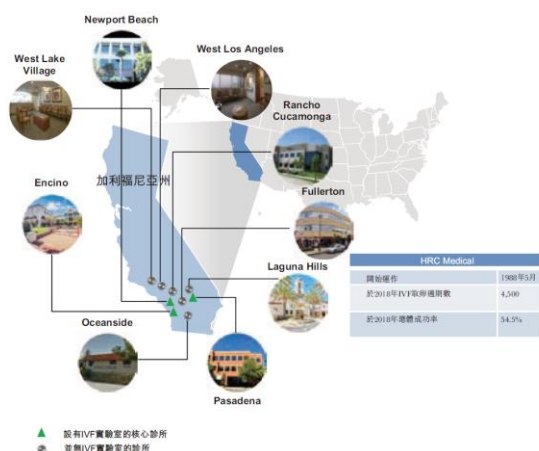 Newport Beach
West Los Angeles
West Lake
Village
Rancho
Cucamonga
加利福尼亞州
Encino
Fullerton
HRC Medical
Laguna Hills
開始運作 1988年5月
於2018年IVF取卵週期數 4,500
於2018年總體成功率 54.5%
Oceanside
Pasadena
設有IVF實驗室的核心診所
並無IVF實驗室的診所